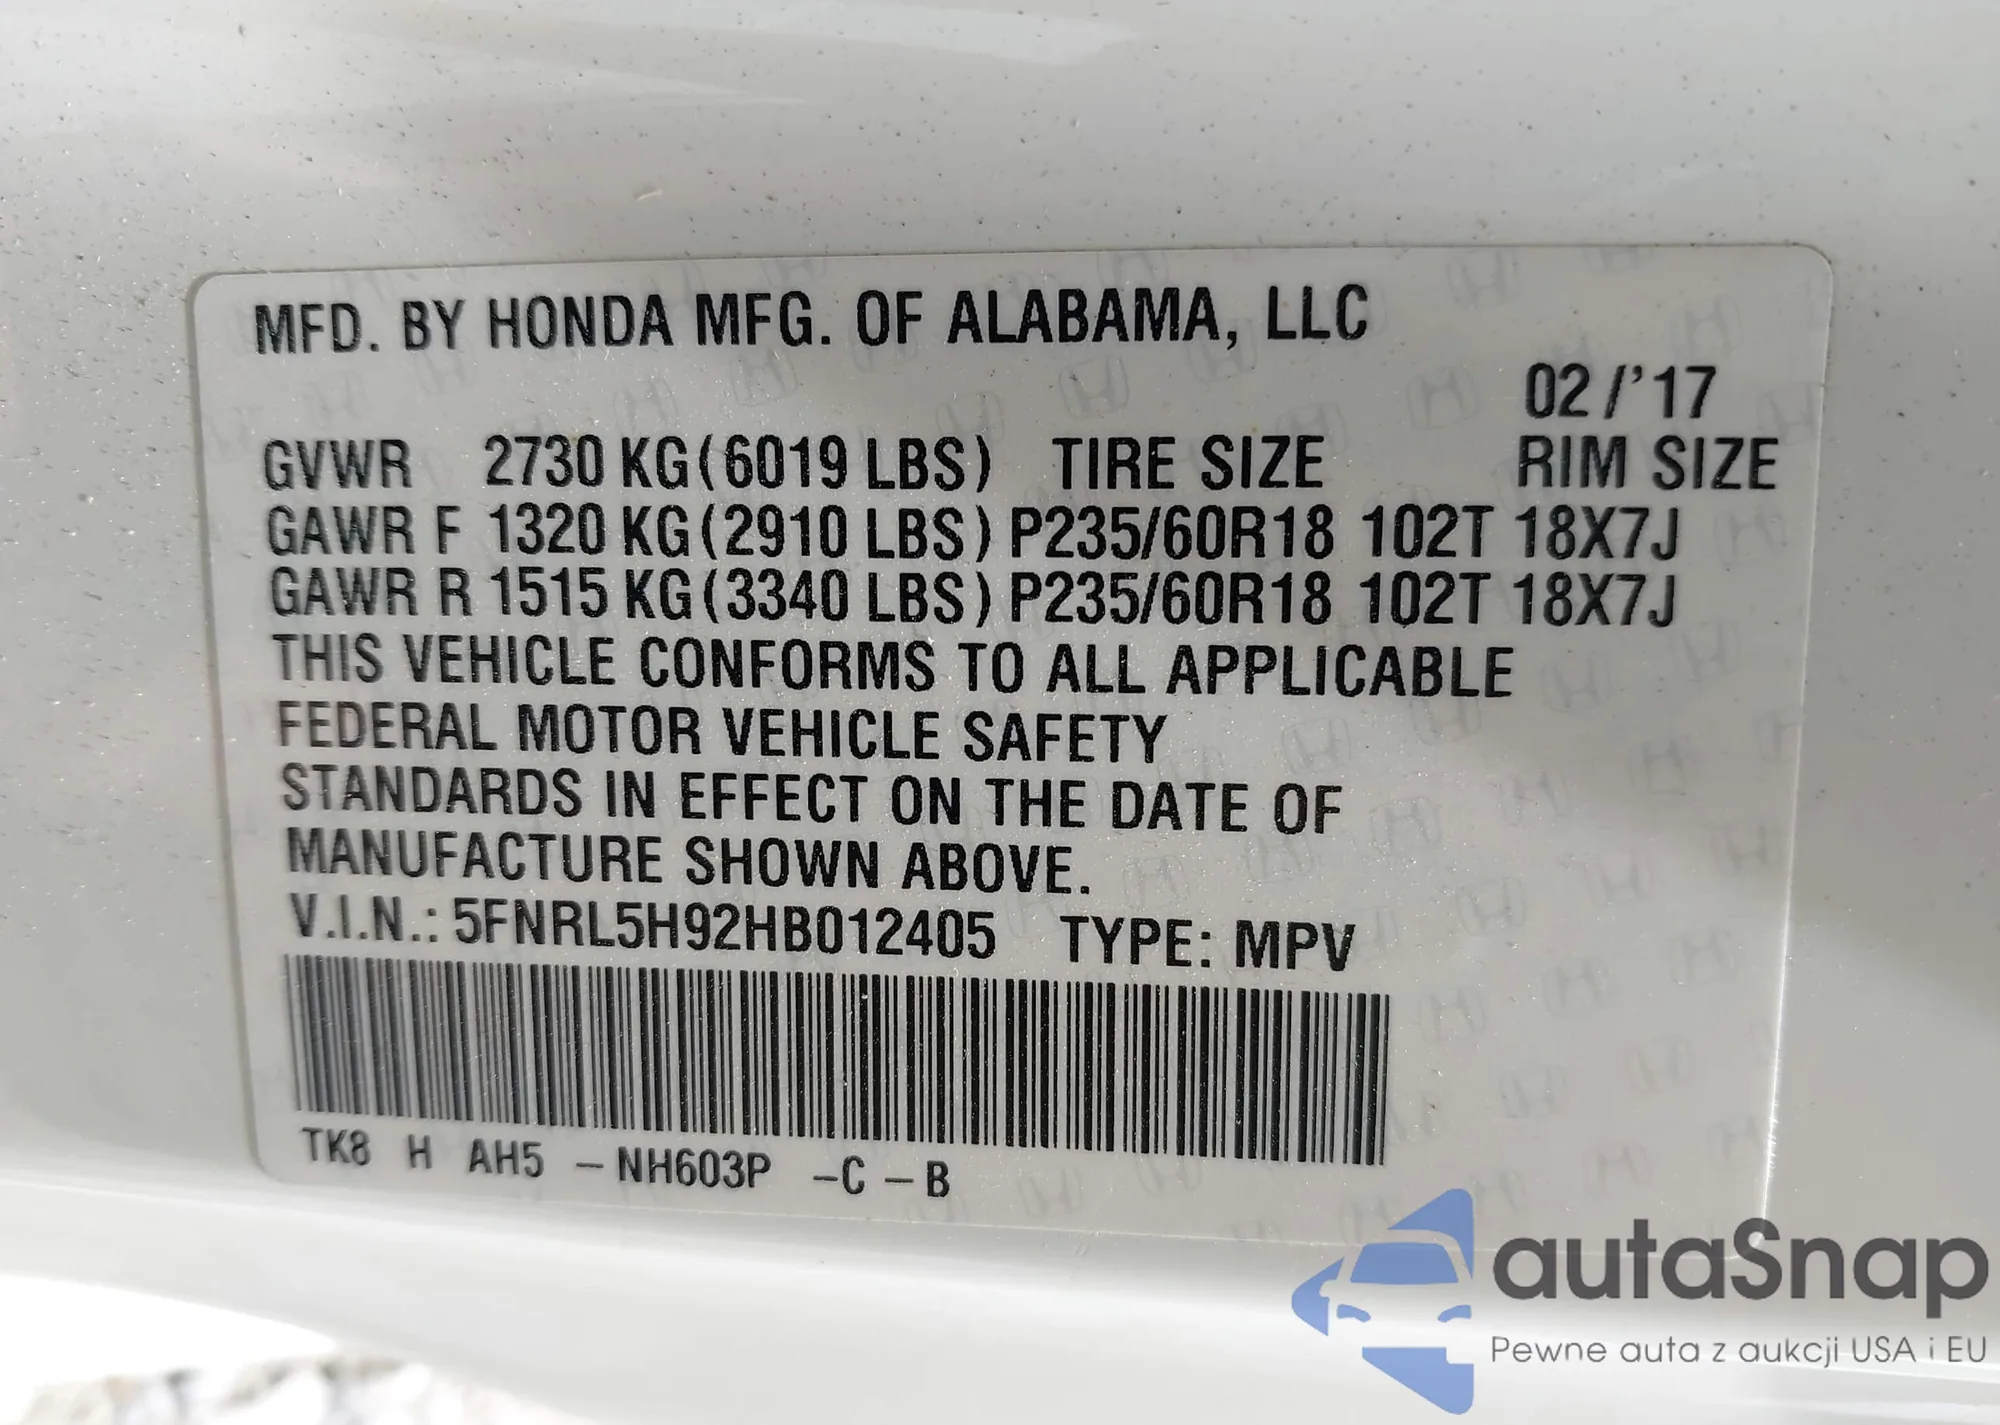 MFD. BY HONDA MFG. OF ALABAMA, LLC
02/'17
GVWR 2730 KG(6019 LBS) TIRE SIZE RIM SIZE
GAWR F 1320 KG(2910 LBS) P235/60R18 102T 18X7J
GAWR R 1515 KG(3340 LBS) P235/60R18 102T 18X7J
THIS VEHICLE CONFORMS TO ALL APPLICABLE
FEDERAL MOTOR VEHICLE SAFETY
STANDARDS IN EFFECT ON THE DATE OF
MANUFACTURE SHOWN ABOVE.
V.I.N.: 5FNRL5H92HB012405 TYPE: MPV
TK8 H AH5 – NH603P –C – B
autaSnap
Pewne auta z aukcji USA i EU